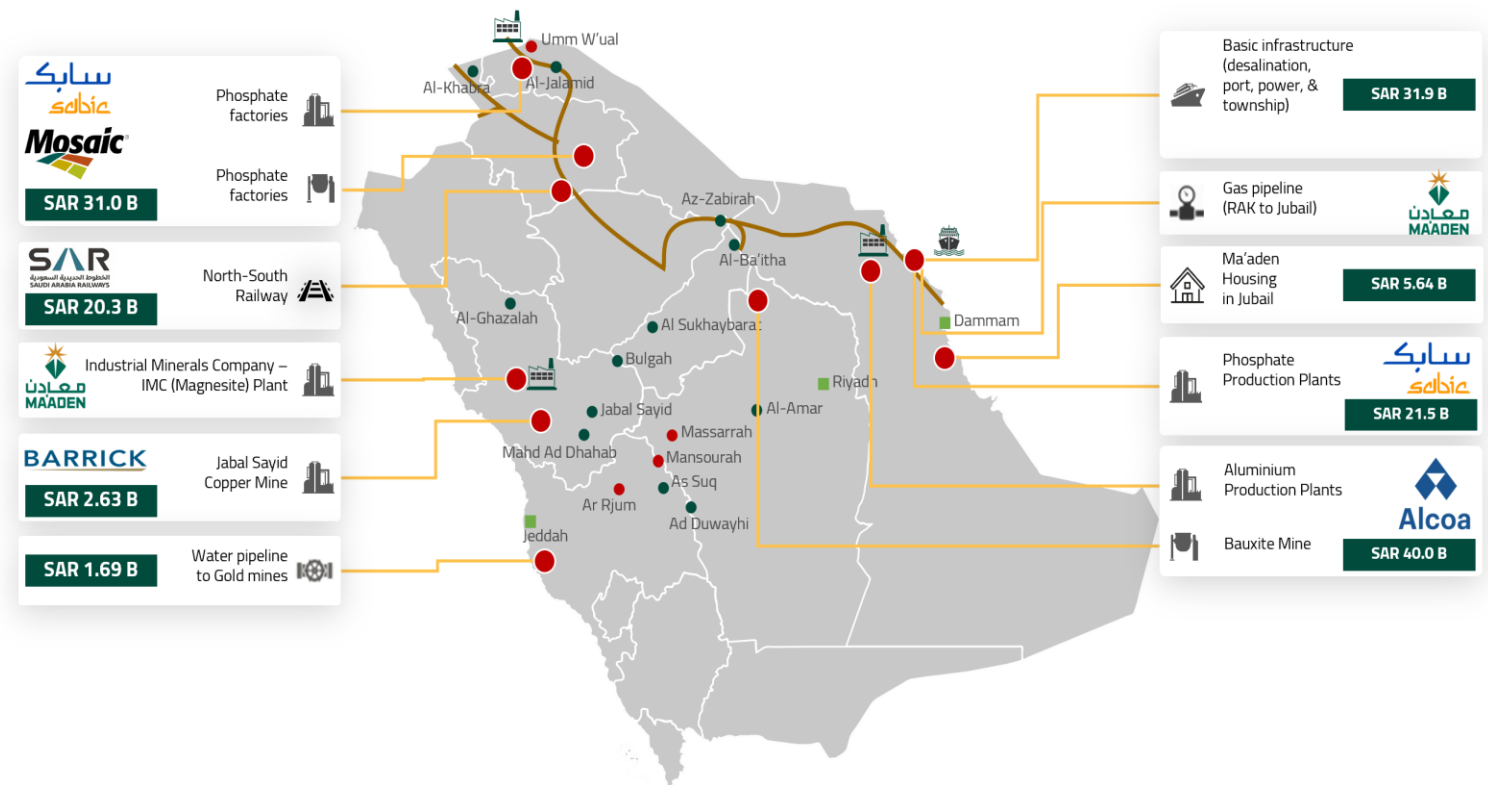 سابك
sabic
Mosaic®
Phosphate
factories
Phosphate
factories
SAR 31.0 B
SAR
الخطوط الحديدية السعودية
SAUDI ARABIA RAILWAYS
North-South
Railway
SAR 20.3 B
معادن
MAADEN
Industrial Minerals Company –
IMC (Magnesite) Plant
BARRICK
Jabal Sayid
Copper Mine
SAR 2.63 B
SAR 1.69 B
Water pipeline
to Gold mines
Umm W'ual
Al-Khabra
Al-Jalamid
Az-Zabirah
Al-Ba'itha
Al-Ghazalah
Al Sukhaybarat
Dammam
Bulgah
Riyadh
Jabal Sayid
Al-Amar
Mahd Ad Dhahab
Massarrah
Mansourah
As Suq
Ar Rjum
Ad Duwayhi
Jeddah
Basic infrastructure
(desalination,
port, power, &
township)
SAR 31.9 B
Gas pipeline
(RAK to Jubail)
معادن
MAADEN
Ma'aden
Housing
in Jubail
SAR 5.64 B
Phosphate
Production Plants
سابك
sabic
SAR 21.5 B
Aluminium
Production Plants
Alcoa
Bauxite Mine
SAR 40.0 B